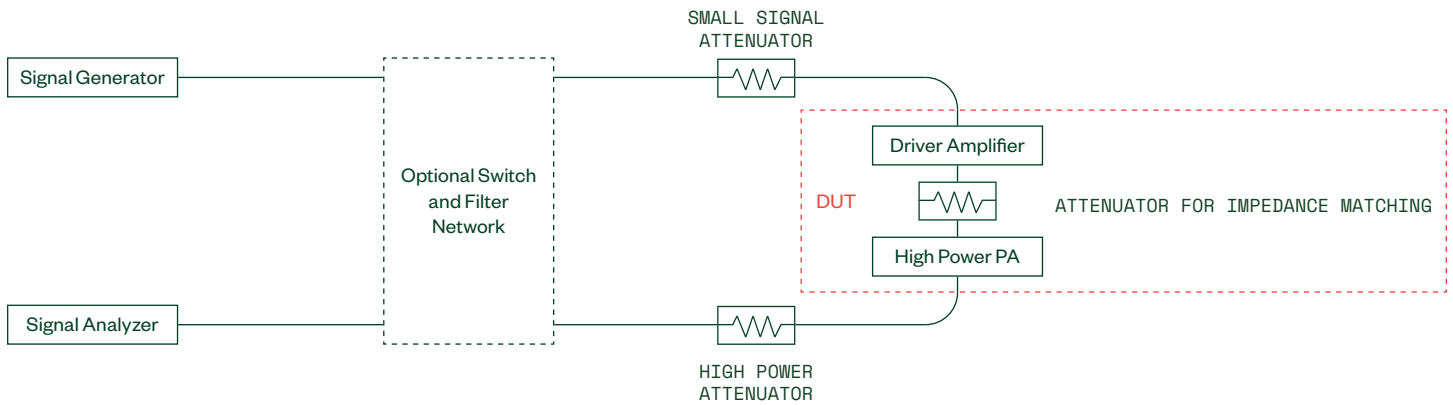 SMALL SIGNAL
ATTENUATOR
Signal Generator
Driver Amplifier
Optional Switch
and Filter
Network
DUT
ATTENUATOR FOR IMPEDANCE MATCHING
High Power PA
Signal Analyzer
HIGH POWER
ATTENUATOR